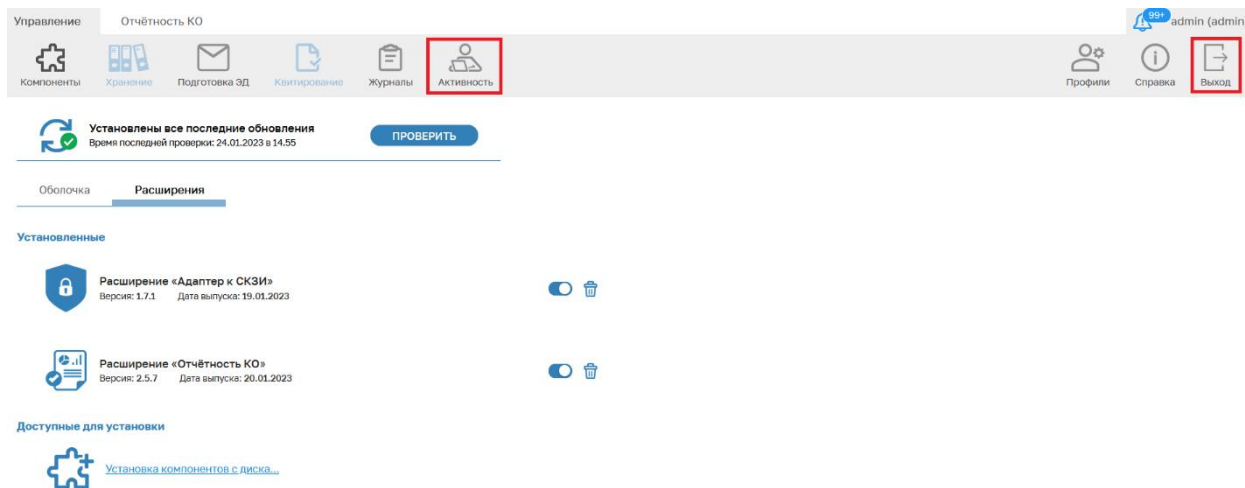 Управление Отчётность КО 99+ admin (admin
Компоненты Хранение Подготовка ЭД Квитирование Журналы Активность Профили Справка Выход
Установлены все последние обновления
Время последней проверки: 24.01.2023 в 14.55
ПРОВЕРИТЬ
Оболочка Расширения
Установленные
Расширение «Адаптер к СКЗИ»
Версия: 1.7.1 Дата выпуска: 19.01.2023
Расширение «Отчётность КО»
Версия: 2.5.7 Дата выпуска: 20.01.2023
Доступные для установки
Установка компонентов с диска...